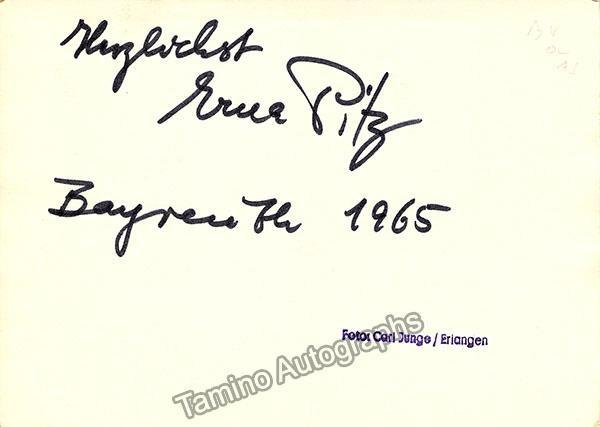 Herzlichst
Erna Pitz
Bayreuth 1965
Foto: Carl Junge / Erlangen
Tamino Autographs